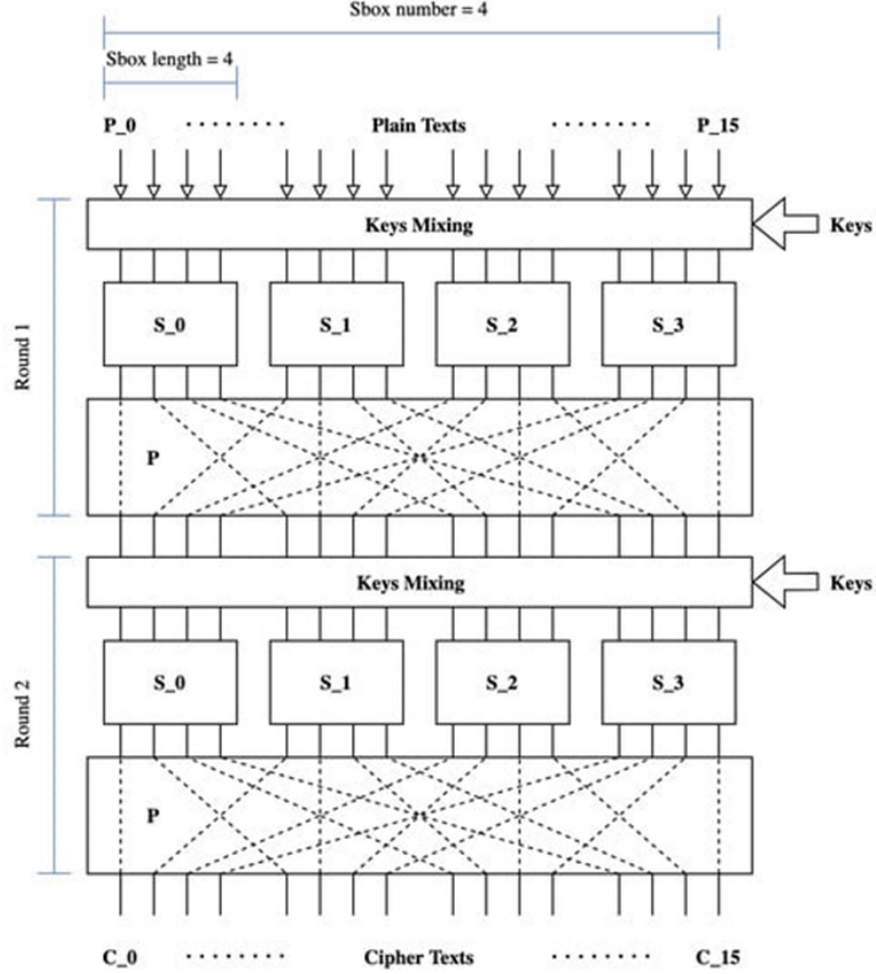 Sbox number = 4
Sbox length = 4
P_0 ........ Plain Texts ........ P_15
Keys Mixing
Keys
S_0 S_1 S_2 S_3
Round 1
P
Keys Mixing
Keys
S_0 S_1 S_2 S_3
Round 2
P
C_0 ........ Cipher Texts ........ C_15